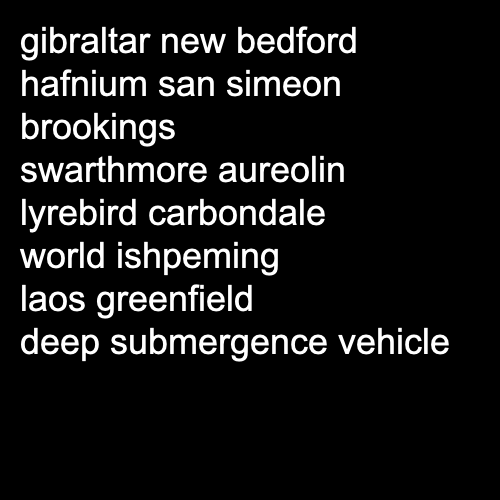 gibraltar new bedford
hafnium san simeon
brookings
swarthmore aureolin
lyrebird carbondale
world ishpeming
laos greenfield
deep submergence vehicle